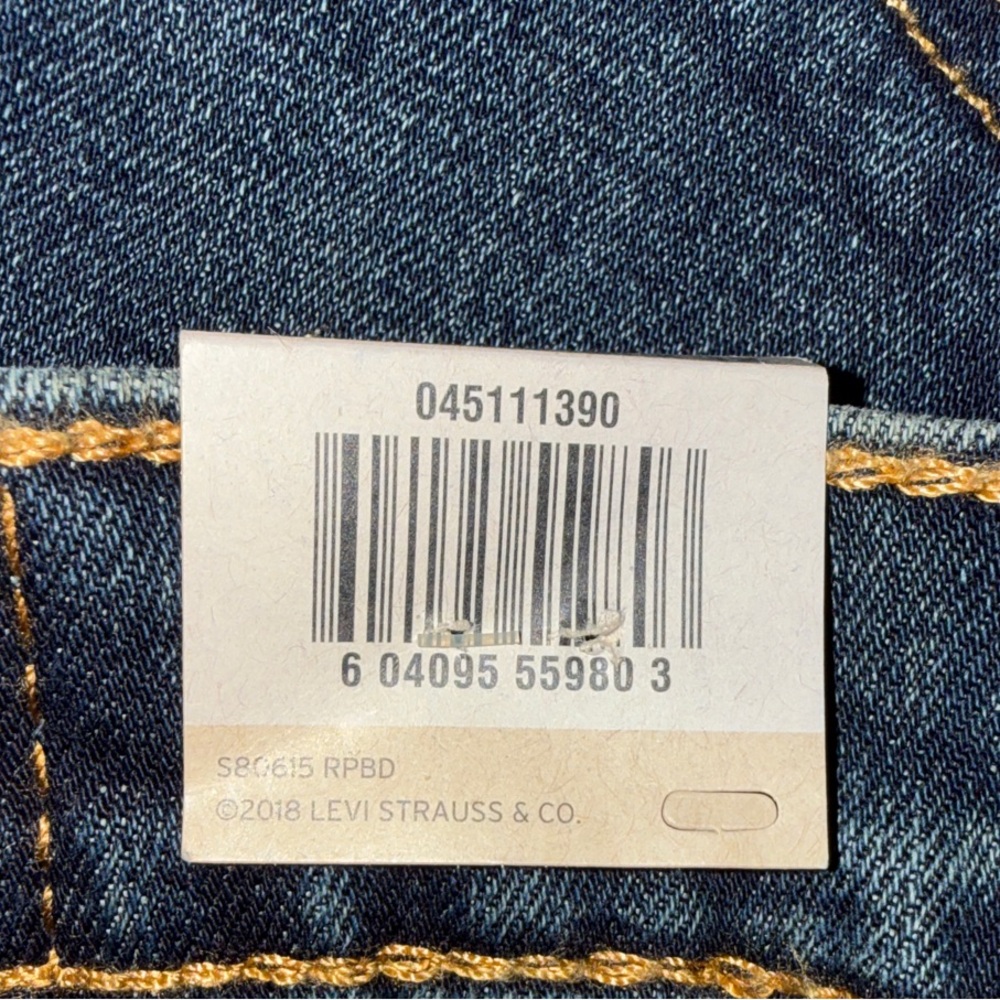 045111390
6 04095 55980 3
S80615 RPBD
©2018 LEVI STRAUSS & CO.